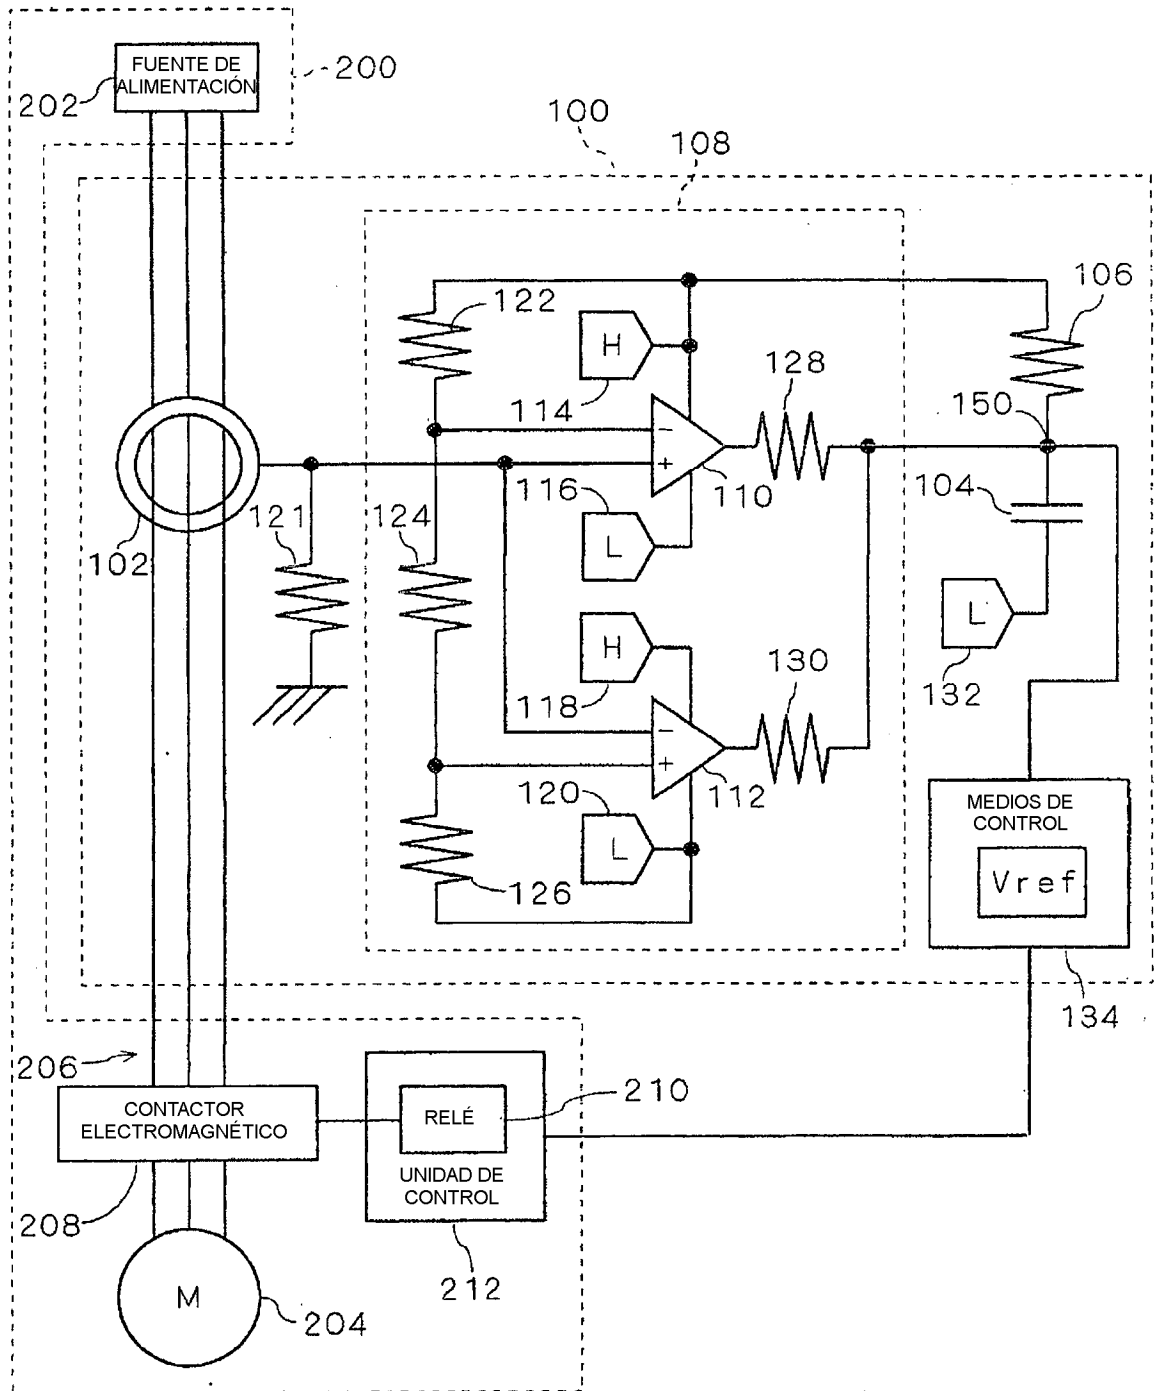 FUENTE DE
ALIMENTACIÓN
202
200
100
108
122
H
114
128
106
150
−
+
110
116
L
104
121
124
102
H
118
130
L
132
−
+
112
120
L
126
MEDIOS DE
CONTROL
Vref
134
206
CONTACTOR
ELECTROMAGNÉTICO
RELÉ
210
UNIDAD DE
CONTROL
208
212
M
204